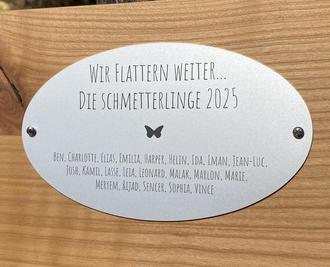 Wir Flattern weiter...
Die Schmetterlinge 2025
Ben, Charlotte, Elias, Emilia, Harper, Helin, Ida, Iman, Jean-Luc,
Josh, Kamil, Lasse, Leia, Leonard, Malak, Marlon, Marie,
Meryem, Rijad, Sencer, Sophia, Vince